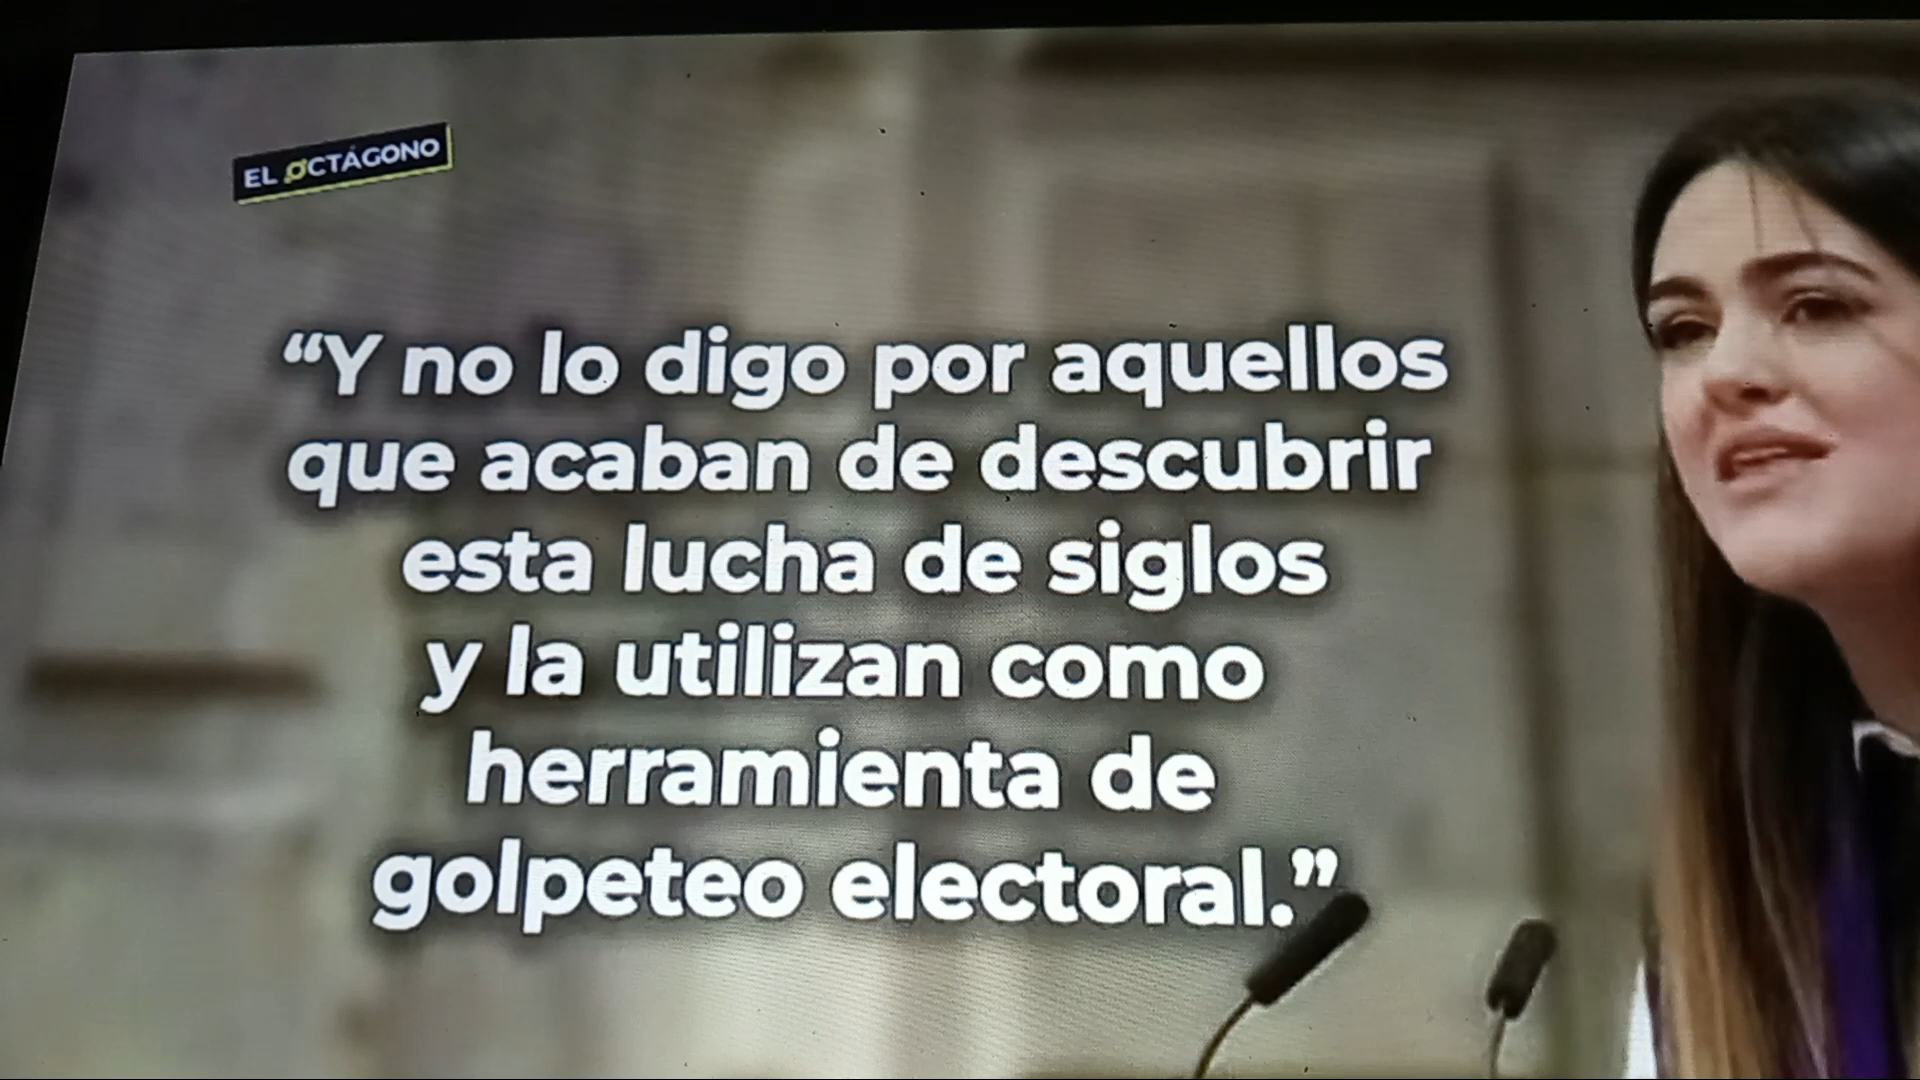 EL OCTÁGONO
“Y no lo digo por aquellos
que acaban de descubrir
esta lucha de siglos
y la utilizan como
herramienta de
golpeteo electoral.”